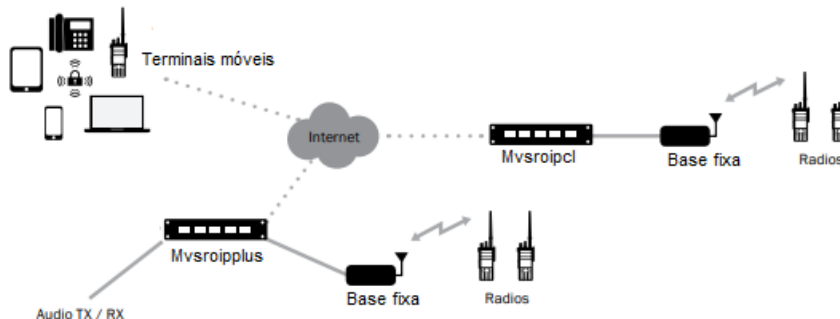 Terminais móveis
Internet
Mvsroipcl
Base fixa
Radios
Mvsroipplus
Base fixa
Radios
Audio TX / RX